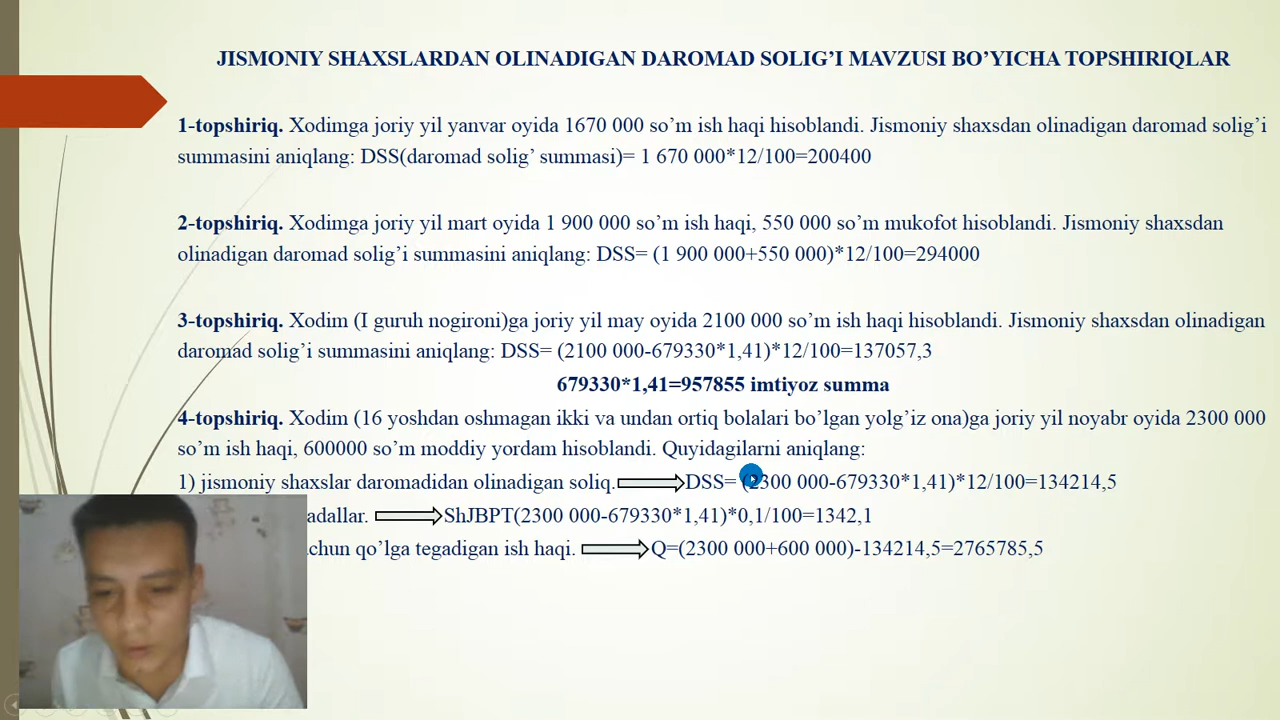 JISMONIY SHAXSLARDAN OLINADIGAN DAROMAD SOLIG’I MAVZUSI BO’YICHA TOPSHIRIQLAR
1-topshiriq. Xodimga joriy yil yanvar oyida 1670 000 so’m ish haqi hisoblandi. Jismoniy shaxsdan olinadigan daromad solig’i
summasini aniqlang: DSS(daromad solig’ summasi)= 1 670 000*12/100=200400
2-topshiriq. Xodimga joriy yil mart oyida 1 900 000 so’m ish haqi, 550 000 so’m mukofot hisoblandi. Jismoniy shaxsdan
olinadigan daromad solig’i summasini aniqlang: DSS= (1 900 000+550 000)*12/100=294000
3-topshiriq. Xodim (I guruh nogironi)ga joriy yil may oyida 2100 000 so’m ish haqi hisoblandi. Jismoniy shaxsdan olinadigan
daromad solig’i summasini aniqlang: DSS= (2100 000-679330*1,41)*12/100=137057,3
679330*1,41=957855 imtiyoz summa
4-topshiriq. Xodim (16 yoshdan oshmagan ikki va undan ortiq bolalari bo’lgan yolg’iz ona)ga joriy yil noyabr oyida 2300 000
so’m ish haqi, 600000 so’m moddiy yordam hisoblandi. Quyidagilarni aniqlang:
1) jismoniy shaxslar daromadidan olinadigan soliq. DSS= (2300 000-679330*1,41)*12/100=134214,5
adallar. ShJBPT(2300 000-679330*1,41)*0,1/100=1342,1
chun qo’lga tegadigan ish haqi. Q=(2300 000+600 000)-134214,5=2765785,5